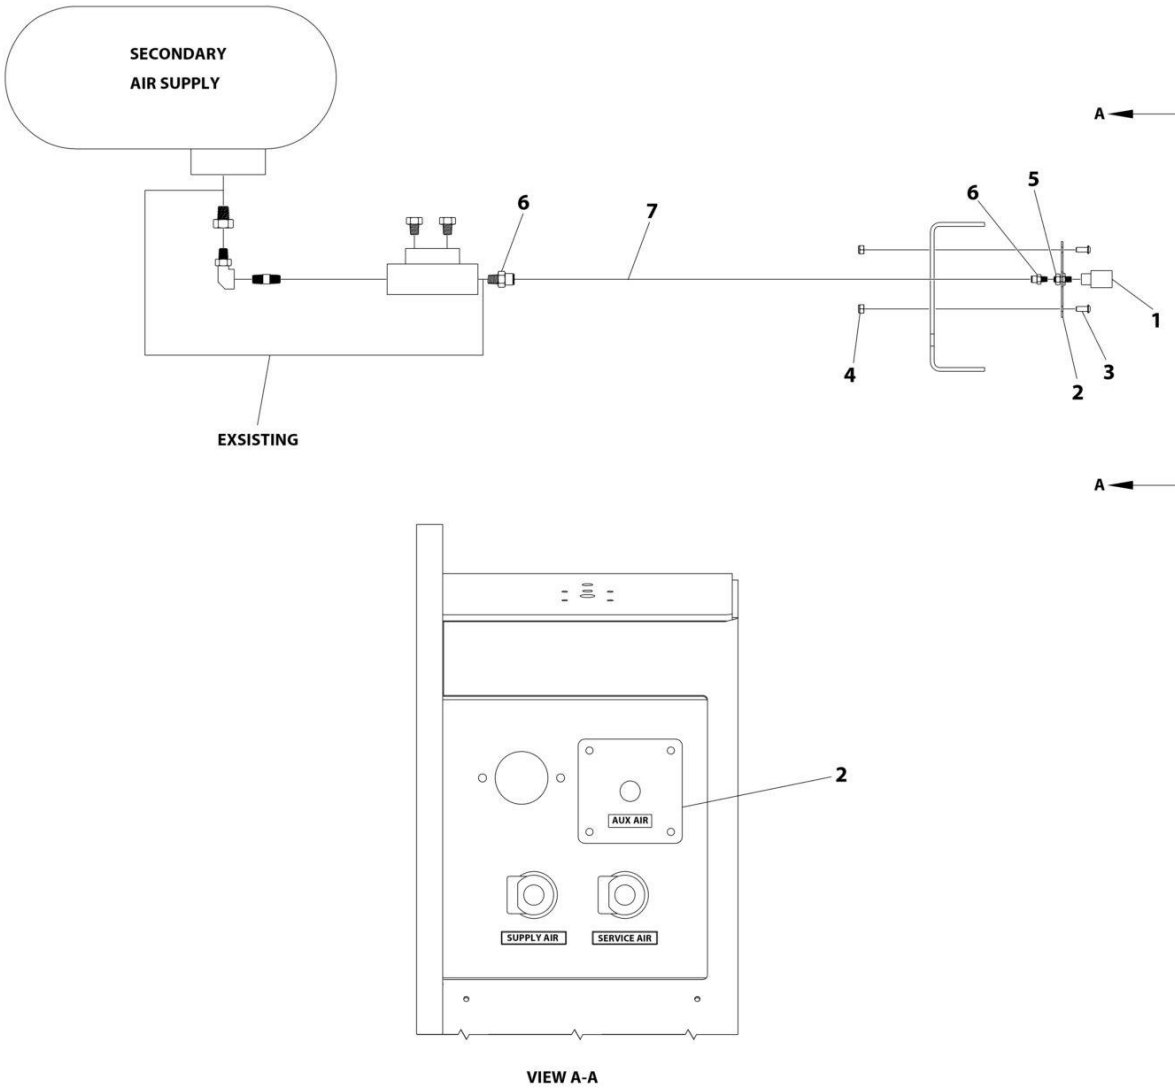 SECONDARY
AIR SUPPLY
A
5
6
6
7
1
4
3
2
EXSISTING
A
2
AUX AIR
SUPPLY AIR
SERVICE AIR
VIEW A-A